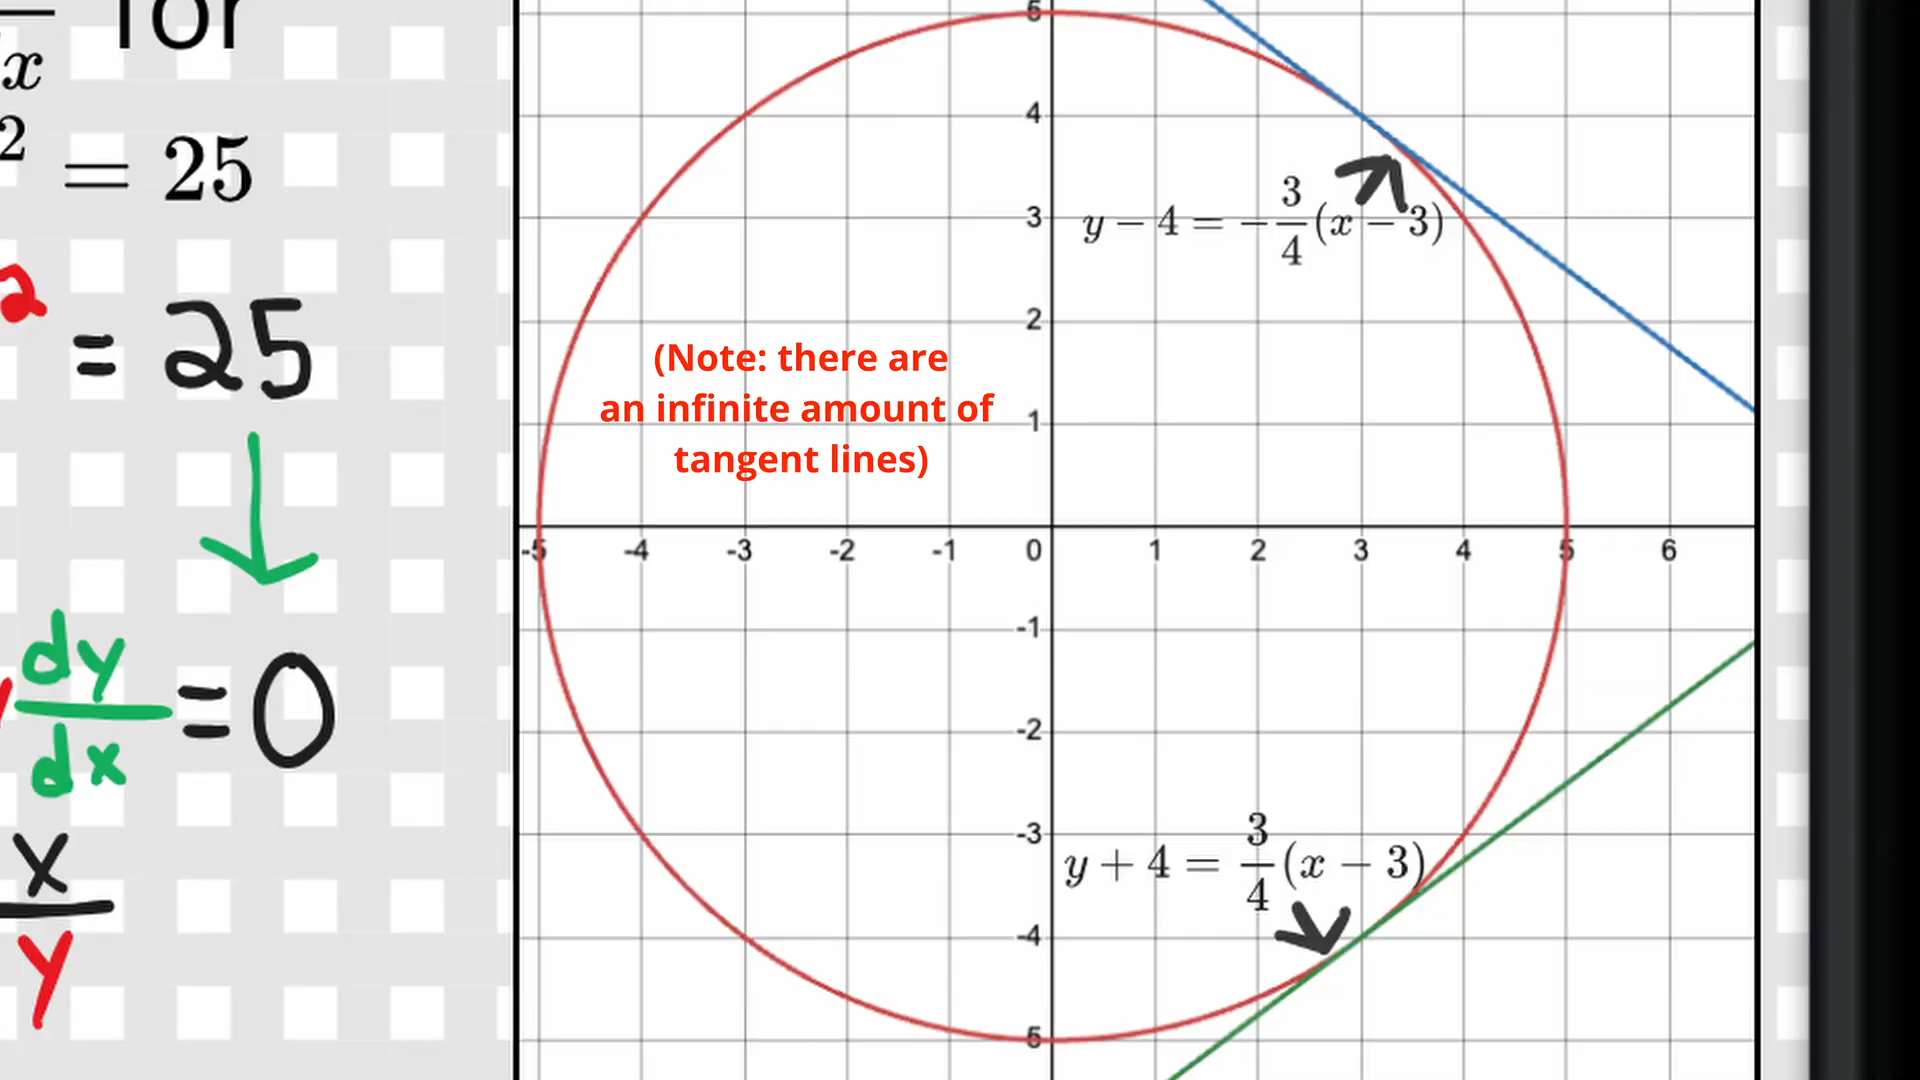 for
x
2 = 25
2 = 25
dy
dx
= 0
x
y
5
4
y − 4 = −3/4(x − 3)
3
2
(Note: there are
an infinite amount of
tangent lines)
1
-5 -4 -3 -2 -1 0 1 2 3 4 5 6
-1
-2
-3
y + 4 = 3/4(x − 3)
-4
5